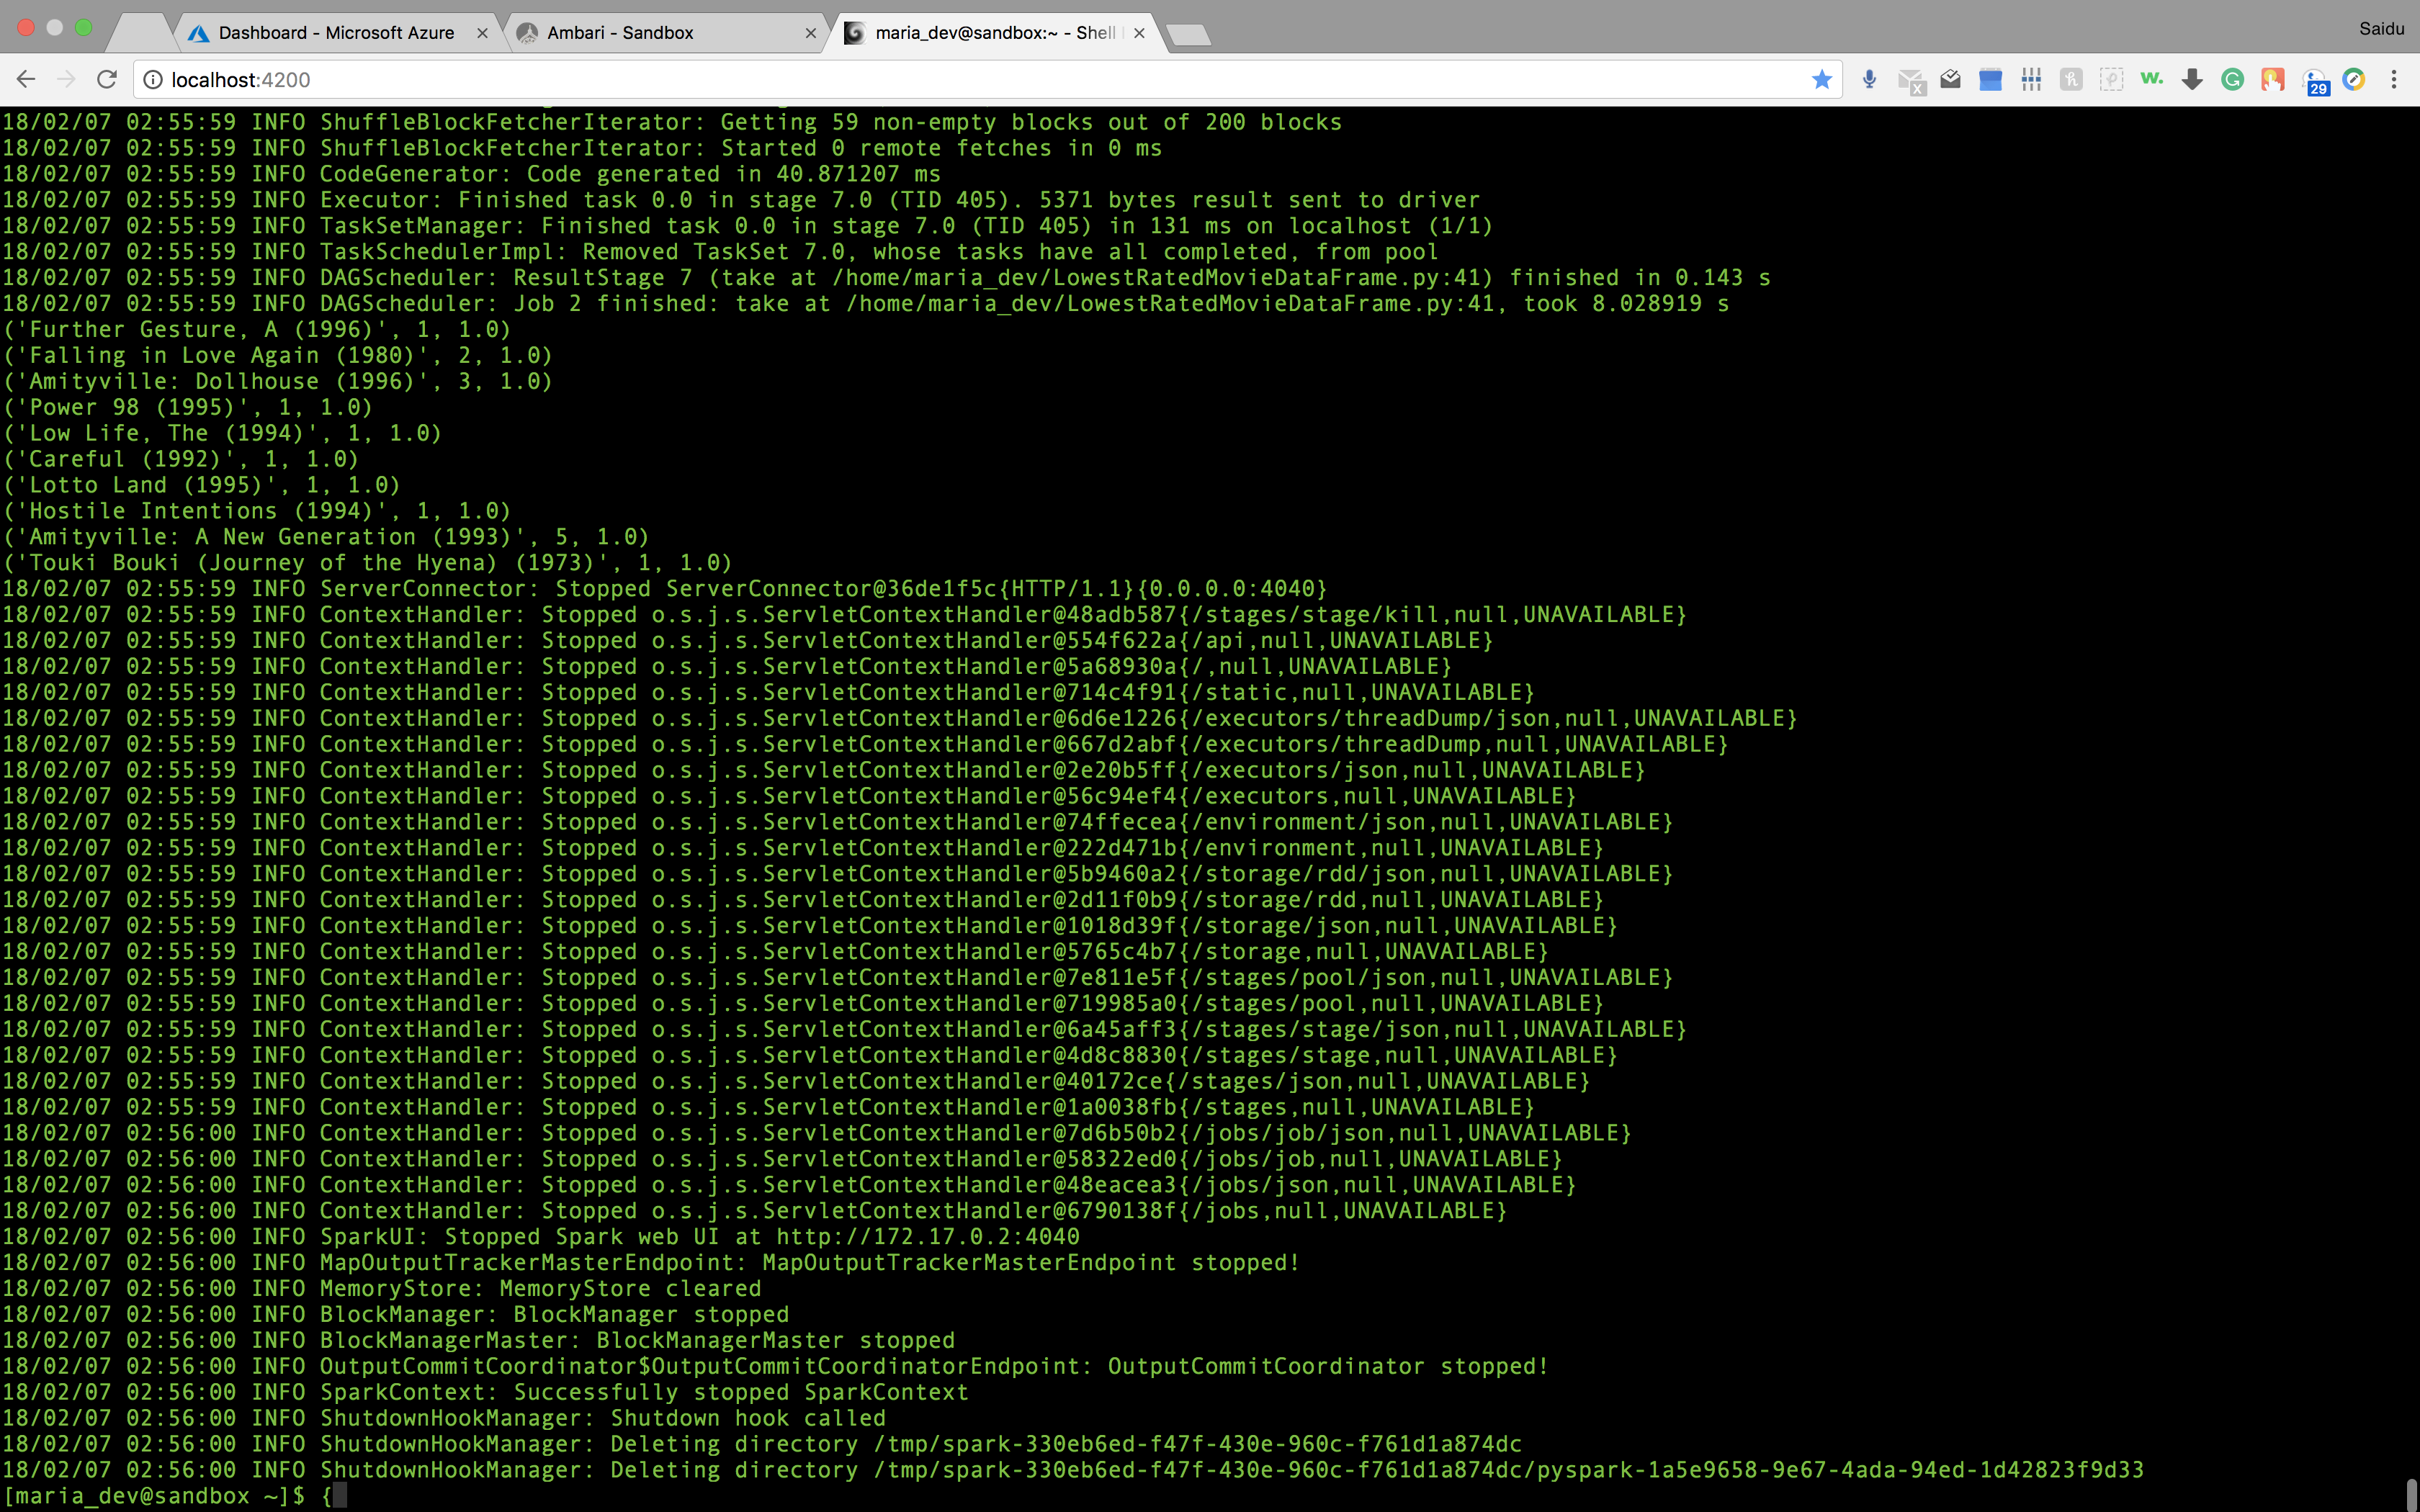 Dashboard - Microsoft Azure
Ambari - Sandbox
maria_dev@sandbox:~ - Shell
Saidu
localhost:4200
29
18/02/07 02:55:59 INFO ShuffleBlockFetcherIterator: Getting 59 non-empty blocks out of 200 blocks
18/02/07 02:55:59 INFO ShuffleBlockFetcherIterator: Started 0 remote fetches in 0 ms
18/02/07 02:55:59 INFO CodeGenerator: Code generated in 40.871207 ms
18/02/07 02:55:59 INFO Executor: Finished task 0.0 in stage 7.0 (TID 405). 5371 bytes result sent to driver
18/02/07 02:55:59 INFO TaskSetManager: Finished task 0.0 in stage 7.0 (TID 405) in 131 ms on localhost (1/1)
18/02/07 02:55:59 INFO TaskSchedulerImpl: Removed TaskSet 7.0, whose tasks have all completed, from pool
18/02/07 02:55:59 INFO DAGScheduler: ResultStage 7 (take at /home/maria_dev/LowestRatedMovieDataFrame.py:41) finished in 0.143 s
18/02/07 02:55:59 INFO DAGScheduler: Job 2 finished: take at /home/maria_dev/LowestRatedMovieDataFrame.py:41, took 8.028919 s
('Further Gesture, A (1996)', 1, 1.0)
('Falling in Love Again (1980)', 2, 1.0)
('Amityville: Dollhouse (1996)', 3, 1.0)
('Power 98 (1995)', 1, 1.0)
('Low Life, The (1994)', 1, 1.0)
('Careful (1992)', 1, 1.0)
('Lotto Land (1995)', 1, 1.0)
('Hostile Intentions (1994)', 1, 1.0)
('Amityville: A New Generation (1993)', 5, 1.0)
('Touki Bouki (Journey of the Hyena) (1973)', 1, 1.0)
18/02/07 02:55:59 INFO ServerConnector: Stopped ServerConnector@36de1f5c{HTTP/1.1}{0.0.0.0:4040}
18/02/07 02:55:59 INFO ContextHandler: Stopped o.s.j.s.ServletContextHandler@48adb587{/stages/stage/kill,null,UNAVAILABLE}
18/02/07 02:55:59 INFO ContextHandler: Stopped o.s.j.s.ServletContextHandler@554f622a{/api,null,UNAVAILABLE}
18/02/07 02:55:59 INFO ContextHandler: Stopped o.s.j.s.ServletContextHandler@5a68930a{/,null,UNAVAILABLE}
18/02/07 02:55:59 INFO ContextHandler: Stopped o.s.j.s.ServletContextHandler@714c4f91{/static,null,UNAVAILABLE}
18/02/07 02:55:59 INFO ContextHandler: Stopped o.s.j.s.ServletContextHandler@6d6e1226{/executors/threadDump/json,null,UNAVAILABLE}
18/02/07 02:55:59 INFO ContextHandler: Stopped o.s.j.s.ServletContextHandler@667d2abf{/executors/threadDump,null,UNAVAILABLE}
18/02/07 02:55:59 INFO ContextHandler: Stopped o.s.j.s.ServletContextHandler@2e20b5ff{/executors/json,null,UNAVAILABLE}
18/02/07 02:55:59 INFO ContextHandler: Stopped o.s.j.s.ServletContextHandler@56c94ef4{/executors,null,UNAVAILABLE}
18/02/07 02:55:59 INFO ContextHandler: Stopped o.s.j.s.ServletContextHandler@74ffecea{/environment/json,null,UNAVAILABLE}
18/02/07 02:55:59 INFO ContextHandler: Stopped o.s.j.s.ServletContextHandler@222d471b{/environment,null,UNAVAILABLE}
18/02/07 02:55:59 INFO ContextHandler: Stopped o.s.j.s.ServletContextHandler@5b9460a2{/storage/rdd/json,null,UNAVAILABLE}
18/02/07 02:55:59 INFO ContextHandler: Stopped o.s.j.s.ServletContextHandler@2d11f0b9{/storage/rdd,null,UNAVAILABLE}
18/02/07 02:55:59 INFO ContextHandler: Stopped o.s.j.s.ServletContextHandler@1018d39f{/storage/json,null,UNAVAILABLE}
18/02/07 02:55:59 INFO ContextHandler: Stopped o.s.j.s.ServletContextHandler@5765c4b7{/storage,null,UNAVAILABLE}
18/02/07 02:55:59 INFO ContextHandler: Stopped o.s.j.s.ServletContextHandler@7e811e5f{/stages/pool/json,null,UNAVAILABLE}
18/02/07 02:55:59 INFO ContextHandler: Stopped o.s.j.s.ServletContextHandler@719985a0{/stages/pool,null,UNAVAILABLE}
18/02/07 02:55:59 INFO ContextHandler: Stopped o.s.j.s.ServletContextHandler@6a45aff3{/stages/stage/json,null,UNAVAILABLE}
18/02/07 02:55:59 INFO ContextHandler: Stopped o.s.j.s.ServletContextHandler@4d8c8830{/stages/stage,null,UNAVAILABLE}
18/02/07 02:55:59 INFO ContextHandler: Stopped o.s.j.s.ServletContextHandler@40172ce{/stages/json,null,UNAVAILABLE}
18/02/07 02:55:59 INFO ContextHandler: Stopped o.s.j.s.ServletContextHandler@1a0038fb{/stages,null,UNAVAILABLE}
18/02/07 02:56:00 INFO ContextHandler: Stopped o.s.j.s.ServletContextHandler@7d6b50b2{/jobs/job/json,null,UNAVAILABLE}
18/02/07 02:56:00 INFO ContextHandler: Stopped o.s.j.s.ServletContextHandler@58322ed0{/jobs/job,null,UNAVAILABLE}
18/02/07 02:56:00 INFO ContextHandler: Stopped o.s.j.s.ServletContextHandler@48eacea3{/jobs/json,null,UNAVAILABLE}
18/02/07 02:56:00 INFO ContextHandler: Stopped o.s.j.s.ServletContextHandler@6790138f{/jobs,null,UNAVAILABLE}
18/02/07 02:56:00 INFO SparkUI: Stopped Spark web UI at http://172.17.0.2:4040
18/02/07 02:56:00 INFO MapOutputTrackerMasterEndpoint: MapOutputTrackerMasterEndpoint stopped!
18/02/07 02:56:00 INFO MemoryStore: MemoryStore cleared
18/02/07 02:56:00 INFO BlockManager: BlockManager stopped
18/02/07 02:56:00 INFO BlockManagerMaster: BlockManagerMaster stopped
18/02/07 02:56:00 INFO OutputCommitCoordinator$OutputCommitCoordinatorEndpoint: OutputCommitCoordinator stopped!
18/02/07 02:56:00 INFO SparkContext: Successfully stopped SparkContext
18/02/07 02:56:00 INFO ShutdownHookManager: Shutdown hook called
18/02/07 02:56:00 INFO ShutdownHookManager: Deleting directory /tmp/spark-330eb6ed-f47f-430e-960c-f761d1a874dc
18/02/07 02:56:00 INFO ShutdownHookManager: Deleting directory /tmp/spark-330eb6ed-f47f-430e-960c-f761d1a874dc/pyspark-1a5e9658-9e67-4ada-94ed-1d42823f9d33
[maria_dev@sandbox ~]$ {